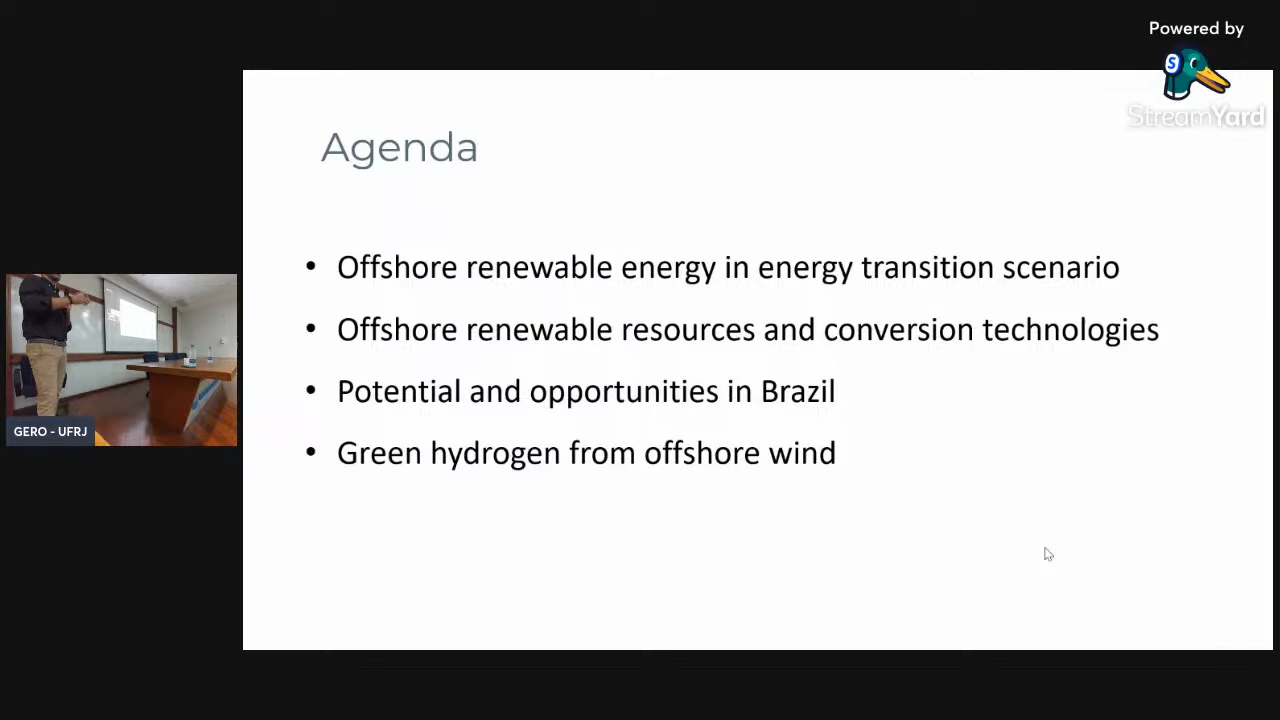 Powered by
StreamYard
Agenda
• Offshore renewable energy in energy transition scenario
• Offshore renewable resources and conversion technologies
• Potential and opportunities in Brazil
• Green hydrogen from offshore wind
GERO - UFRJ